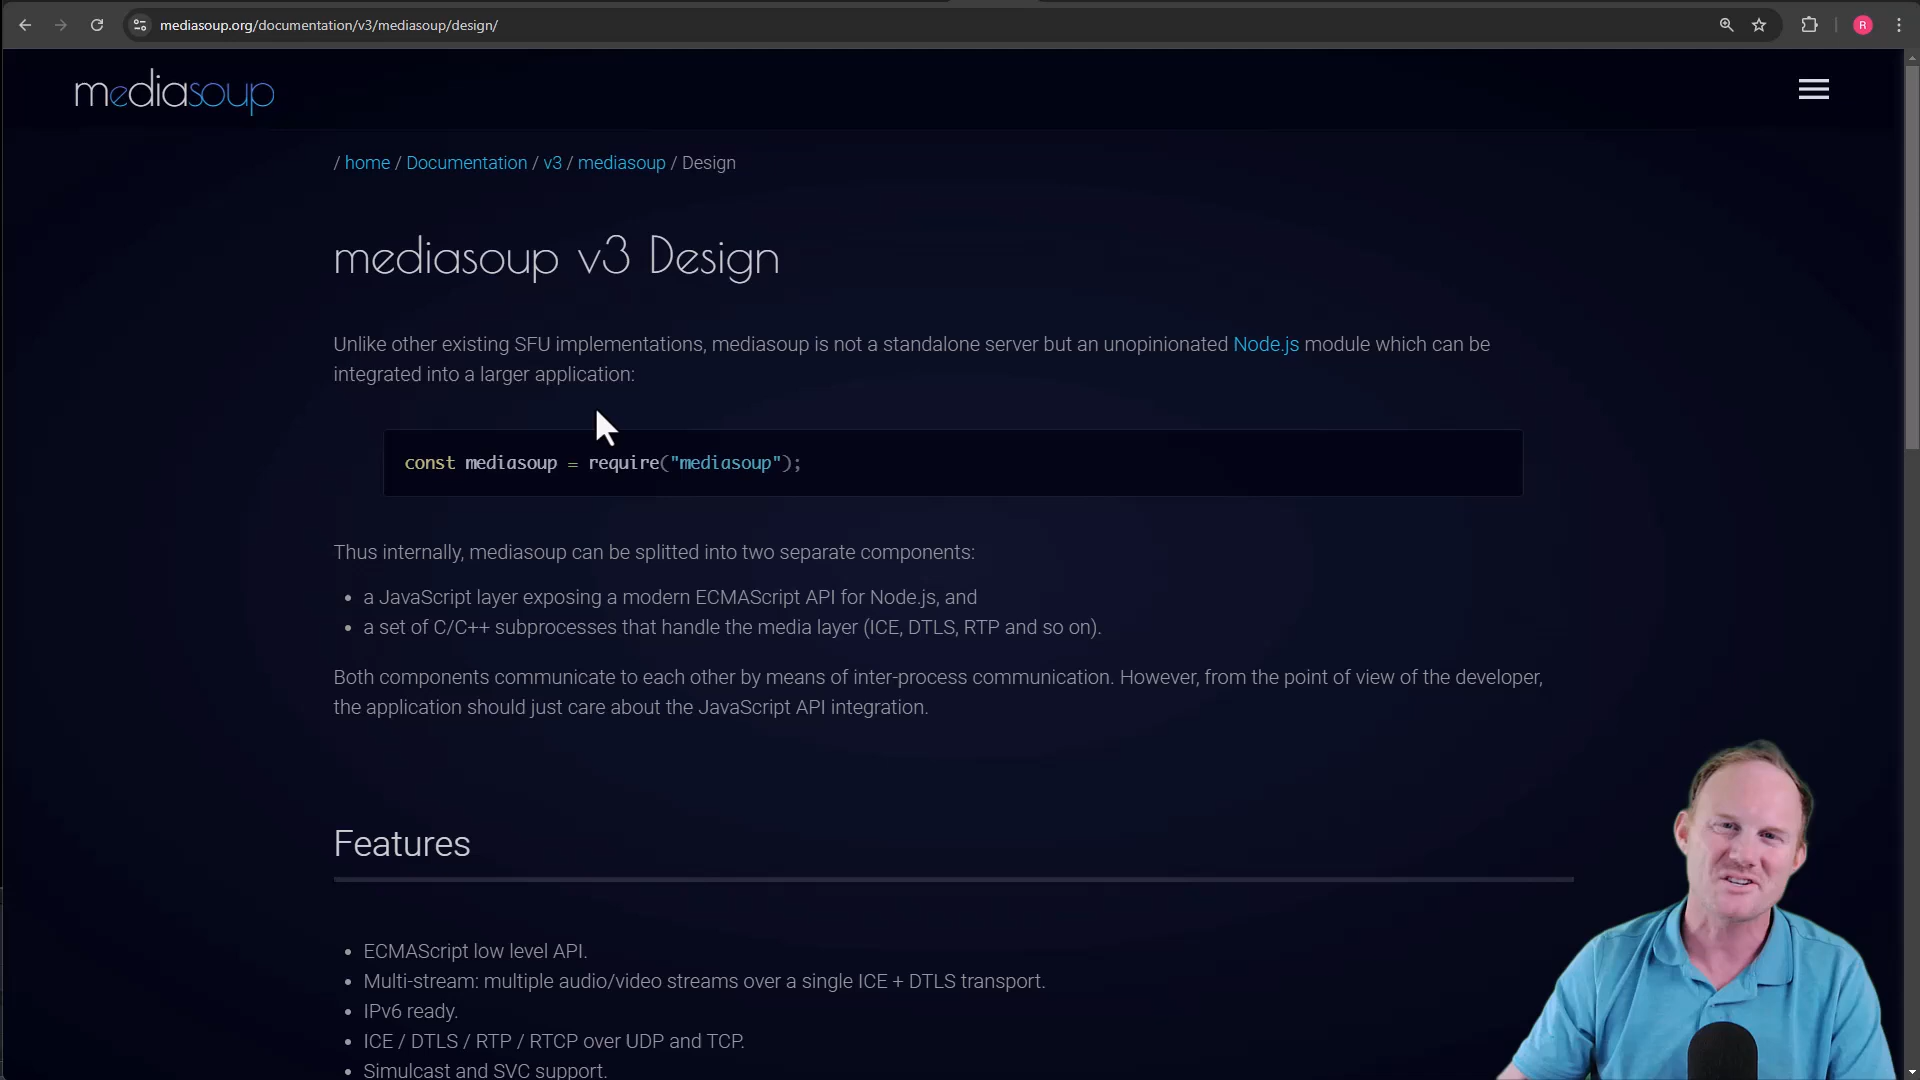 mediasoup.org/documentation/v3/mediasoup/design/
R
mediasoup
/ home / Documentation / v3 / mediasoup / Design
mediasoup v3 Design
Unlike other existing SFU implementations, mediasoup is not a standalone server but an unopinionated Node.js module which can be
integrated into a larger application:
const mediasoup = require("mediasoup");
Thus internally, mediasoup can be splitted into two separate components:
• a JavaScript layer exposing a modern ECMAScript API for Node.js, and
• a set of C/C++ subprocesses that handle the media layer (ICE, DTLS, RTP and so on).
Both components communicate to each other by means of inter-process communication. However, from the point of view of the developer,
the application should just care about the JavaScript API integration.
Features
• ECMAScript low level API.
• Multi-stream: multiple audio/video streams over a single ICE + DTLS transport.
• IPv6 ready.
• ICE / DTLS / RTP / RTCP over UDP and TCP.
• Simulcast and SVC support.